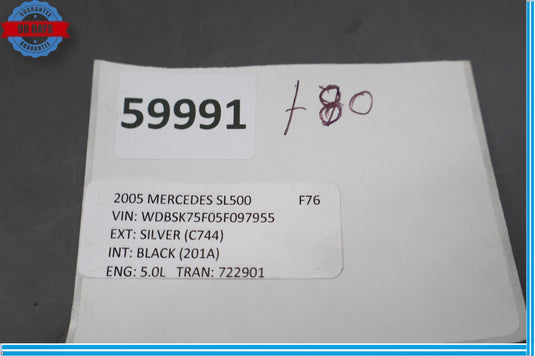 GUARANTEE
90 DAYS
GUARANTEE
59991
180
2005 MERCEDES SL500 F76
VIN: WDBSK75F05F097955
EXT: SILVER (C744)
INT: BLACK (201A)
ENG: 5.0L TRAN: 722901